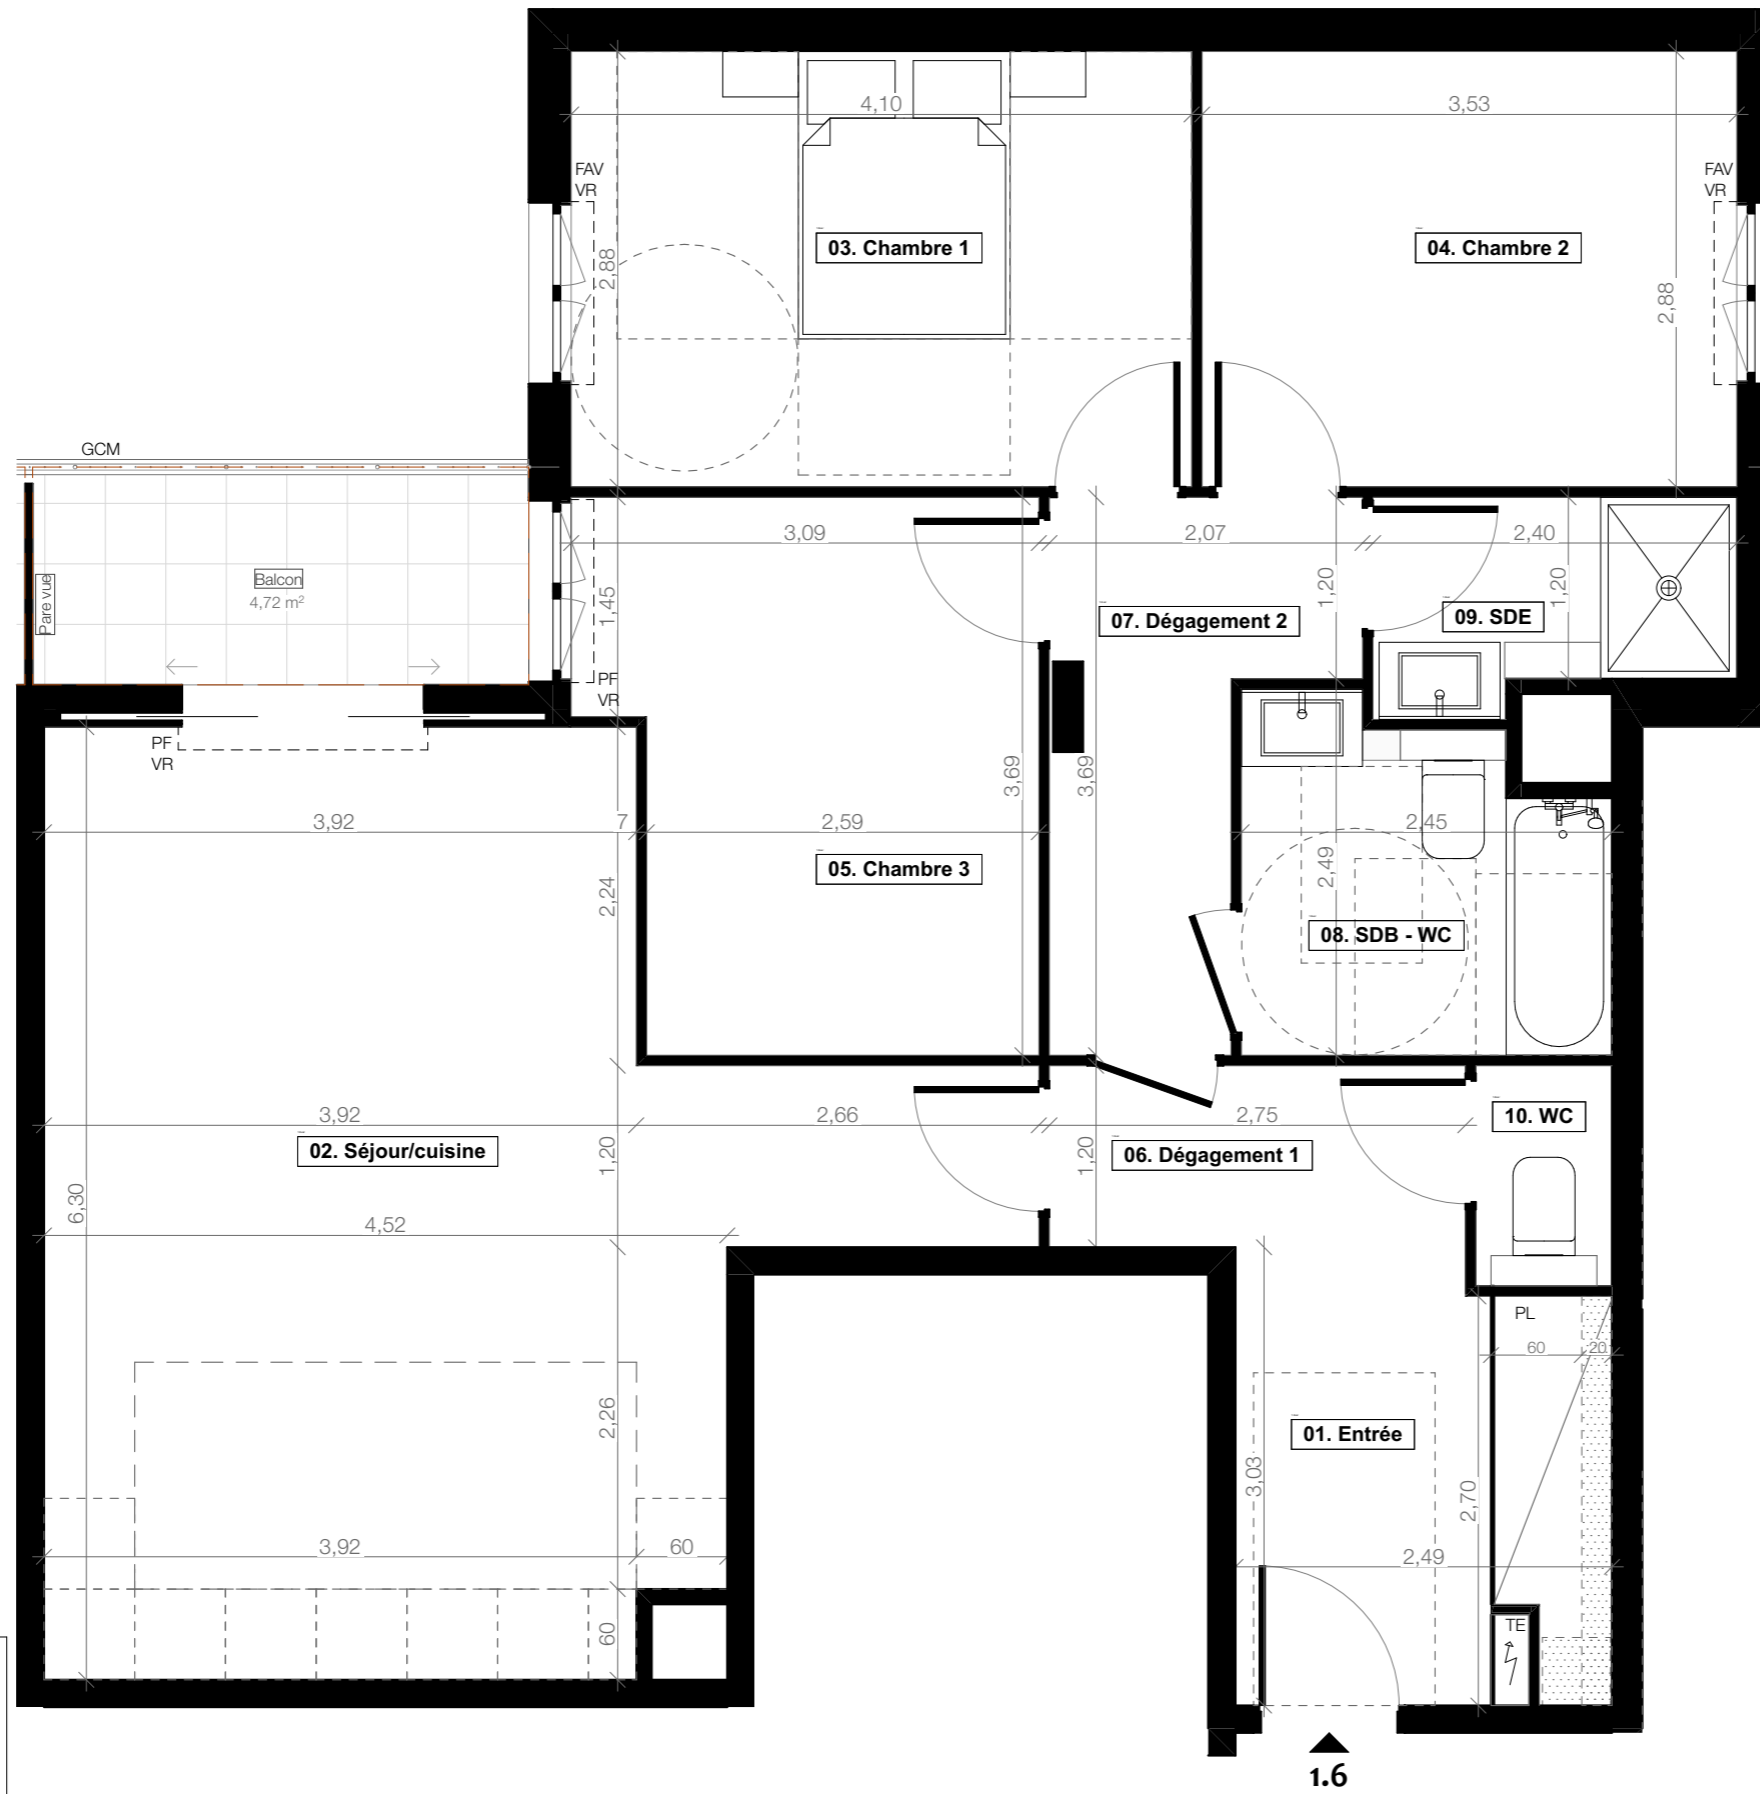 4,10
3,53
FAV
VR
FAV
VR
03. Chambre 1
04. Chambre 2
2,88
2,88
GCM
3,09
2,07
2,40
Balcon
4,72 m²
Pare vue
1,45
1,20
1,20
07. Dégagement 2
09. SDE
PF
VR
PF
VR
3,69
3,69
3,92
7
2,59
2,45
05. Chambre 3
2,24
2,49
08. SDB - WC
3,92
2,66
2,75
10. WC
02. Séjour/cuisine
1,20
1,20
06. Dégagement 1
6,30
4,52
PL
60
20
2,26
01. Entrée
3,03
2,70
3,92
60
2,49
60
TE
1.6